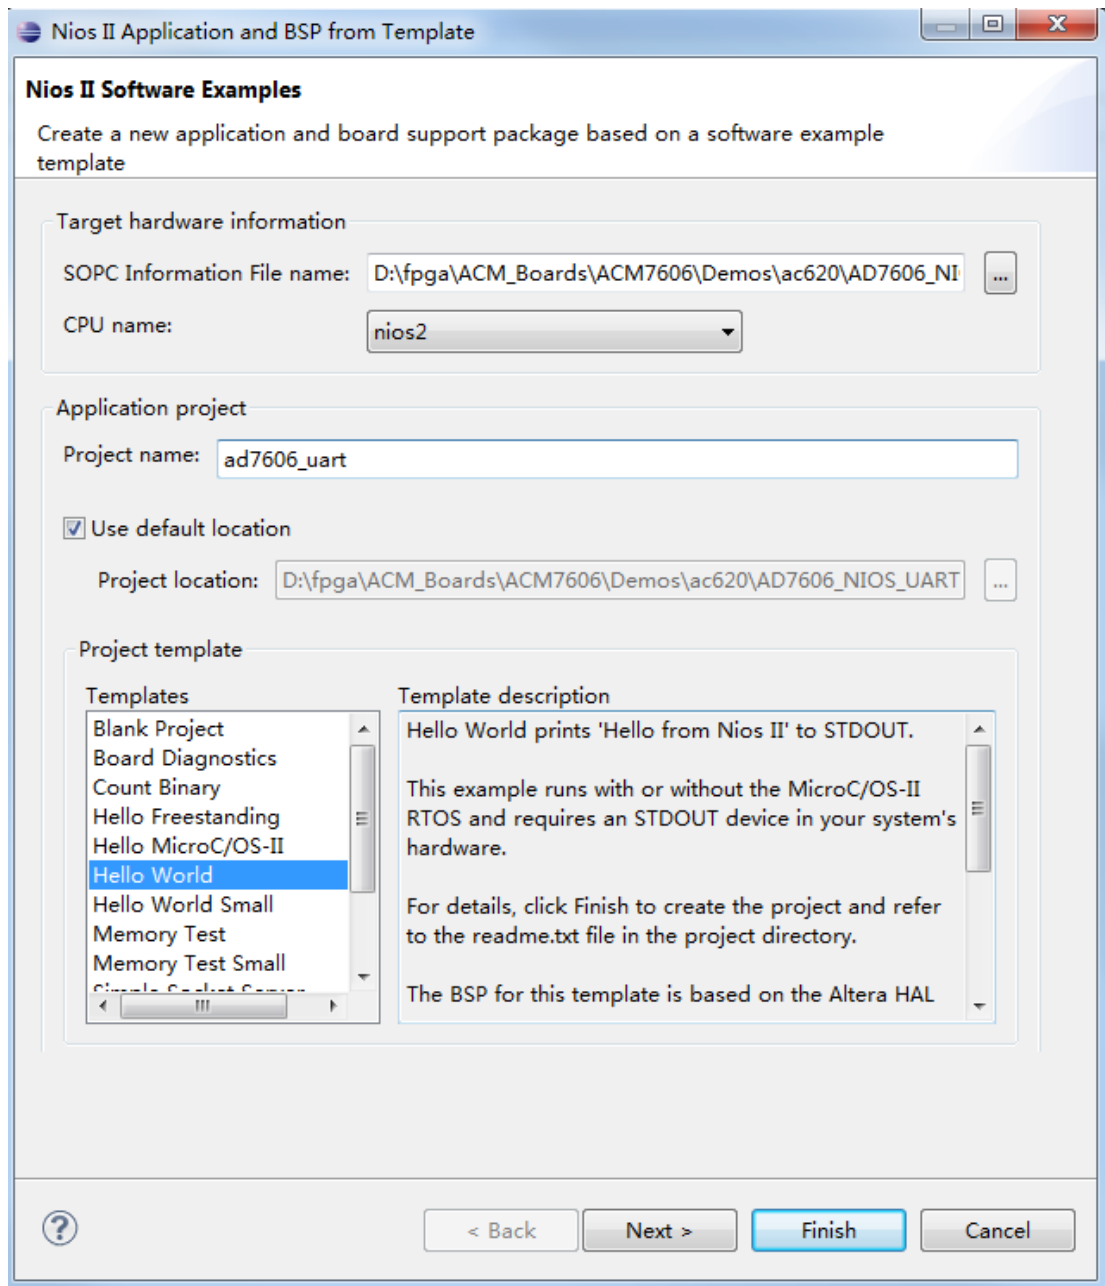 Nios II Application and BSP from Template
Nios II Software Examples
Create a new application and board support package based on a software example
template
Target hardware information
SOPC Information File name: D:\fpga\ACM_Boards\ACM7606\Demos\ac620\AD7606_NI
...
CPU name: nios2
Application project
Project name: ad7606_uart
Use default location
Project location: D:\fpga\ACM_Boards\ACM7606\Demos\ac620\AD7606_NIOS_UART
...
Project template
Templates
Blank Project
Board Diagnostics
Count Binary
Hello Freestanding
Hello MicroC/OS-II
Hello World
Hello World Small
Memory Test
Memory Test Small
Simple Socket Server
Template description
Hello World prints 'Hello from Nios II' to STDOUT.
This example runs with or without the MicroC/OS-II
RTOS and requires an STDOUT device in your system's
hardware.
For details, click Finish to create the project and refer
to the readme.txt file in the project directory.
The BSP for this template is based on the Altera HAL
?
< Back
Next >
Finish
Cancel